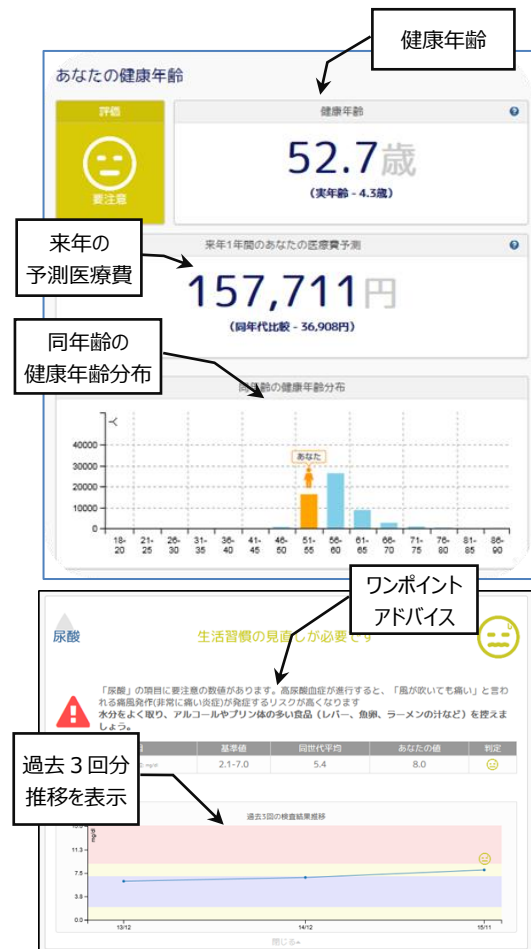 健康年齢
あなたの健康年齢
評価
健康年齢
要注意
52.7歳
(実年齢 - 4.3歳)
来年の
予測医療費
来年1年間のあなたの医療費予測
157,711円
(同年代比較 - 36,908円)
同年齢の
健康年齢分布
の健康年齢分布
人
40000
30000
20000
10000
0
あなた
18-20
21-25
26-30
31-35
36-40
41-45
46-50
51-55
56-60
61-65
66-70
71-75
76-80
81-85
86-90
ワンポイント
アドバイス
尿酸
生活習慣の見直しが必要です
「尿酸」の項目に要注意の数値があります。高尿酸血症が進行すると、「風が吹いても痛い」と言わ
れる痛風発作(非常に痛い炎症)が発症するリスクが高くなります
水分をよく取り、アルコールやプリン体の多い食品（レバー、魚卵、ラーメンの汁など）を控えま
しょう。
基準値
同世代平均
あなたの値
判定
mg/dl
2.1-7.0
5.4
8.0
過去３回分
推移を表示
過去3回の検査結果推移
mg/dl
11.3
7.5
3.8
0.0
13/12
14/12
15/11
閉じる